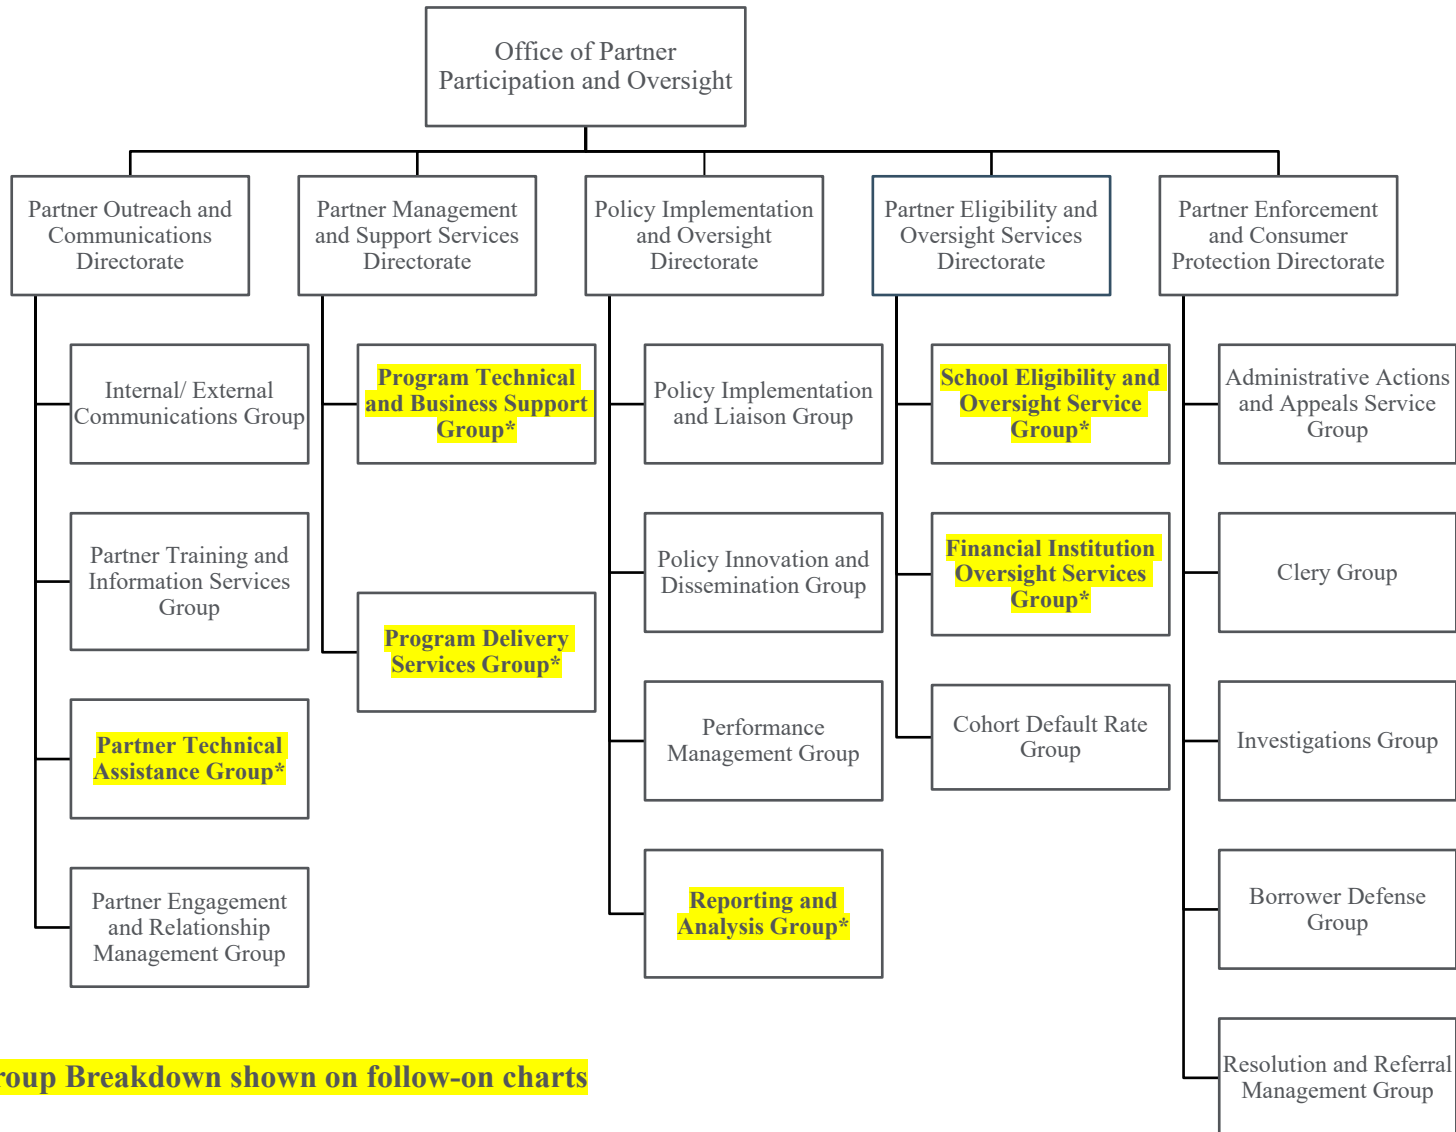 Office of Partner
Participation and Oversight
Partner Outreach and
Communications
Directorate
Partner Management
and Support Services
Directorate
Policy Implementation
and Oversight
Directorate
Partner Eligibility and
Oversight Services
Directorate
Partner Enforcement
and Consumer
Protection Directorate
Internal/ External
Communications Group
Partner Training and
Information Services
Group
Partner Technical
Assistance Group*
Partner Engagement
and Relationship
Management Group
Program Technical
and Business Support
Group*
Program Delivery
Services Group*
Policy Implementation
and Liaison Group
Policy Innovation and
Dissemination Group
Performance
Management Group
Reporting and
Analysis Group*
School Eligibility and
Oversight Service
Group*
Financial Institution
Oversight Services
Group*
Cohort Default Rate
Group
Administrative Actions
and Appeals Service
Group
Clery Group
Investigations Group
Borrower Defense
Group
Resolution and Referral
Management Group
roup Breakdown shown on follow-on charts